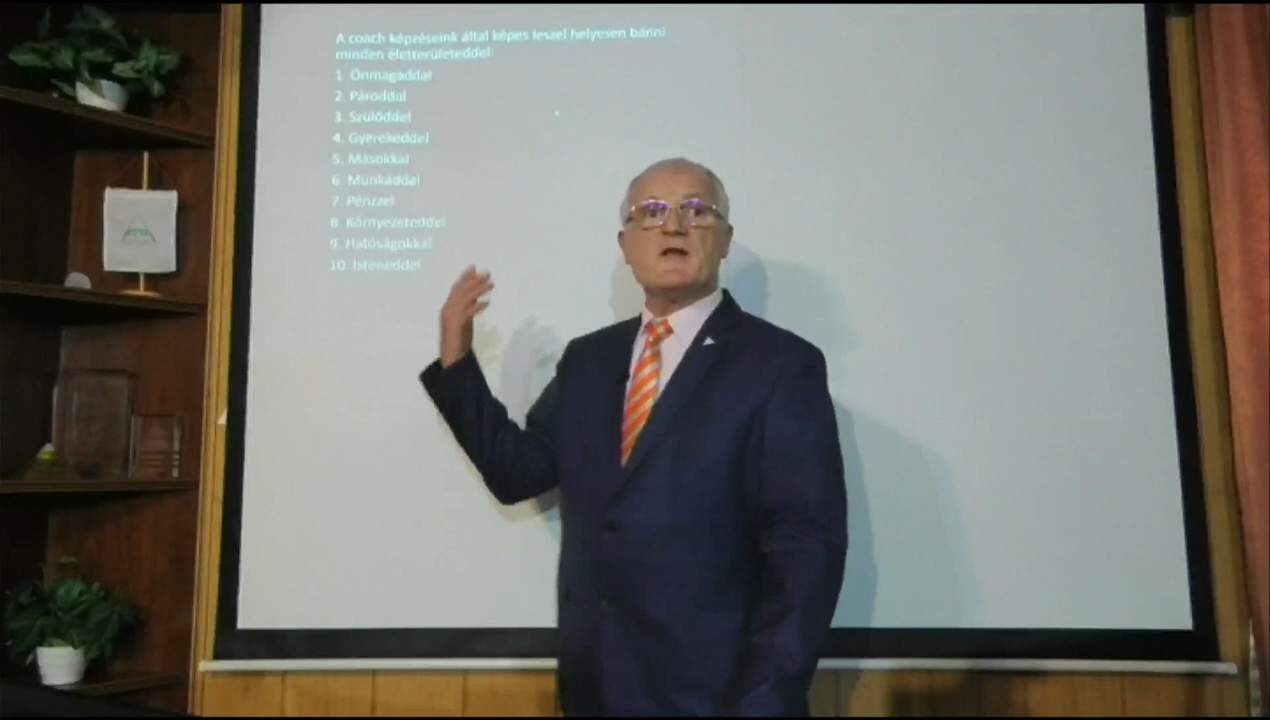 A coach képzéseink által képes leszel helyesen bánni
minden életterületeddel:
1. Önmagaddal
2. Pároddal
3. Szülőddel
4. Gyerekeddel
5. Másokkal
6. Munkáddal
7. Pénzzel
8. Környezeteddel
9. Hatóságokkal
10. Isteneddel